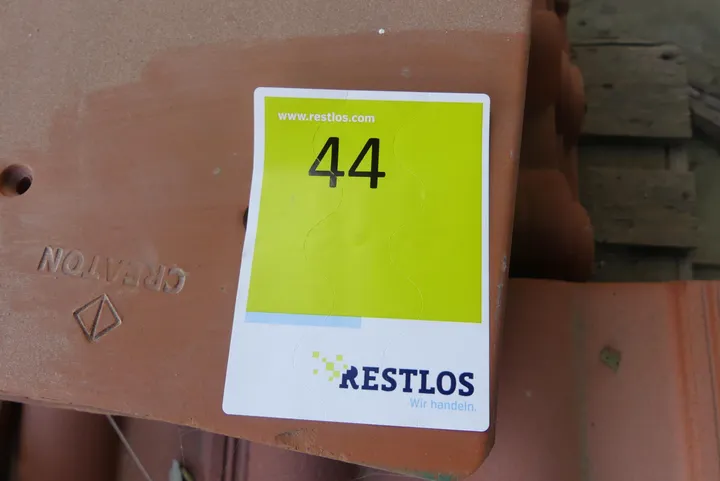 www.restlos.com
44
CREATON
RESTLOS
Wir handeln.